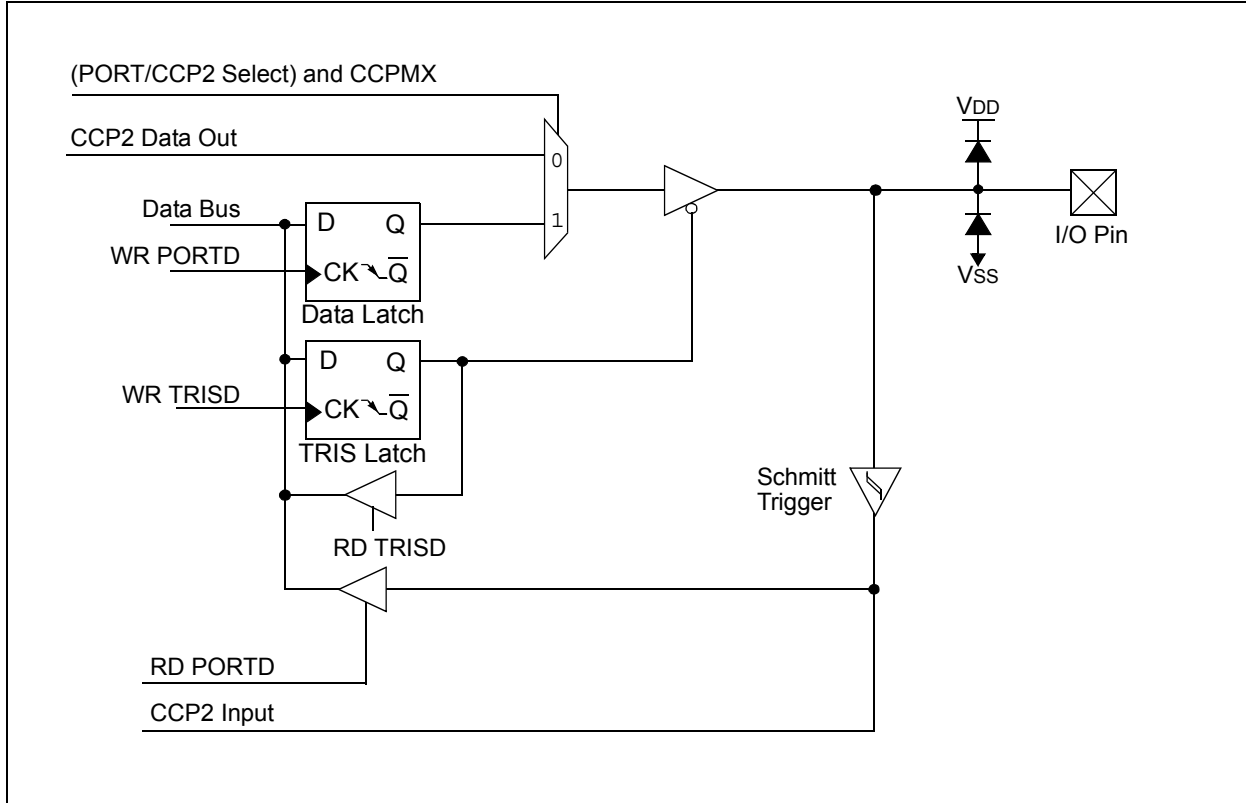 (PORT/CCP2 Select) and CCPMX
CCP2 Data Out
0
1
VDD
VSS
I/O Pin
Data Bus
WR PORTD
D Q
CK Q̅
Data Latch
WR TRISD
D Q
CK Q̅
TRIS Latch
RD TRISD
Schmitt
Trigger
RD PORTD
CCP2 Input